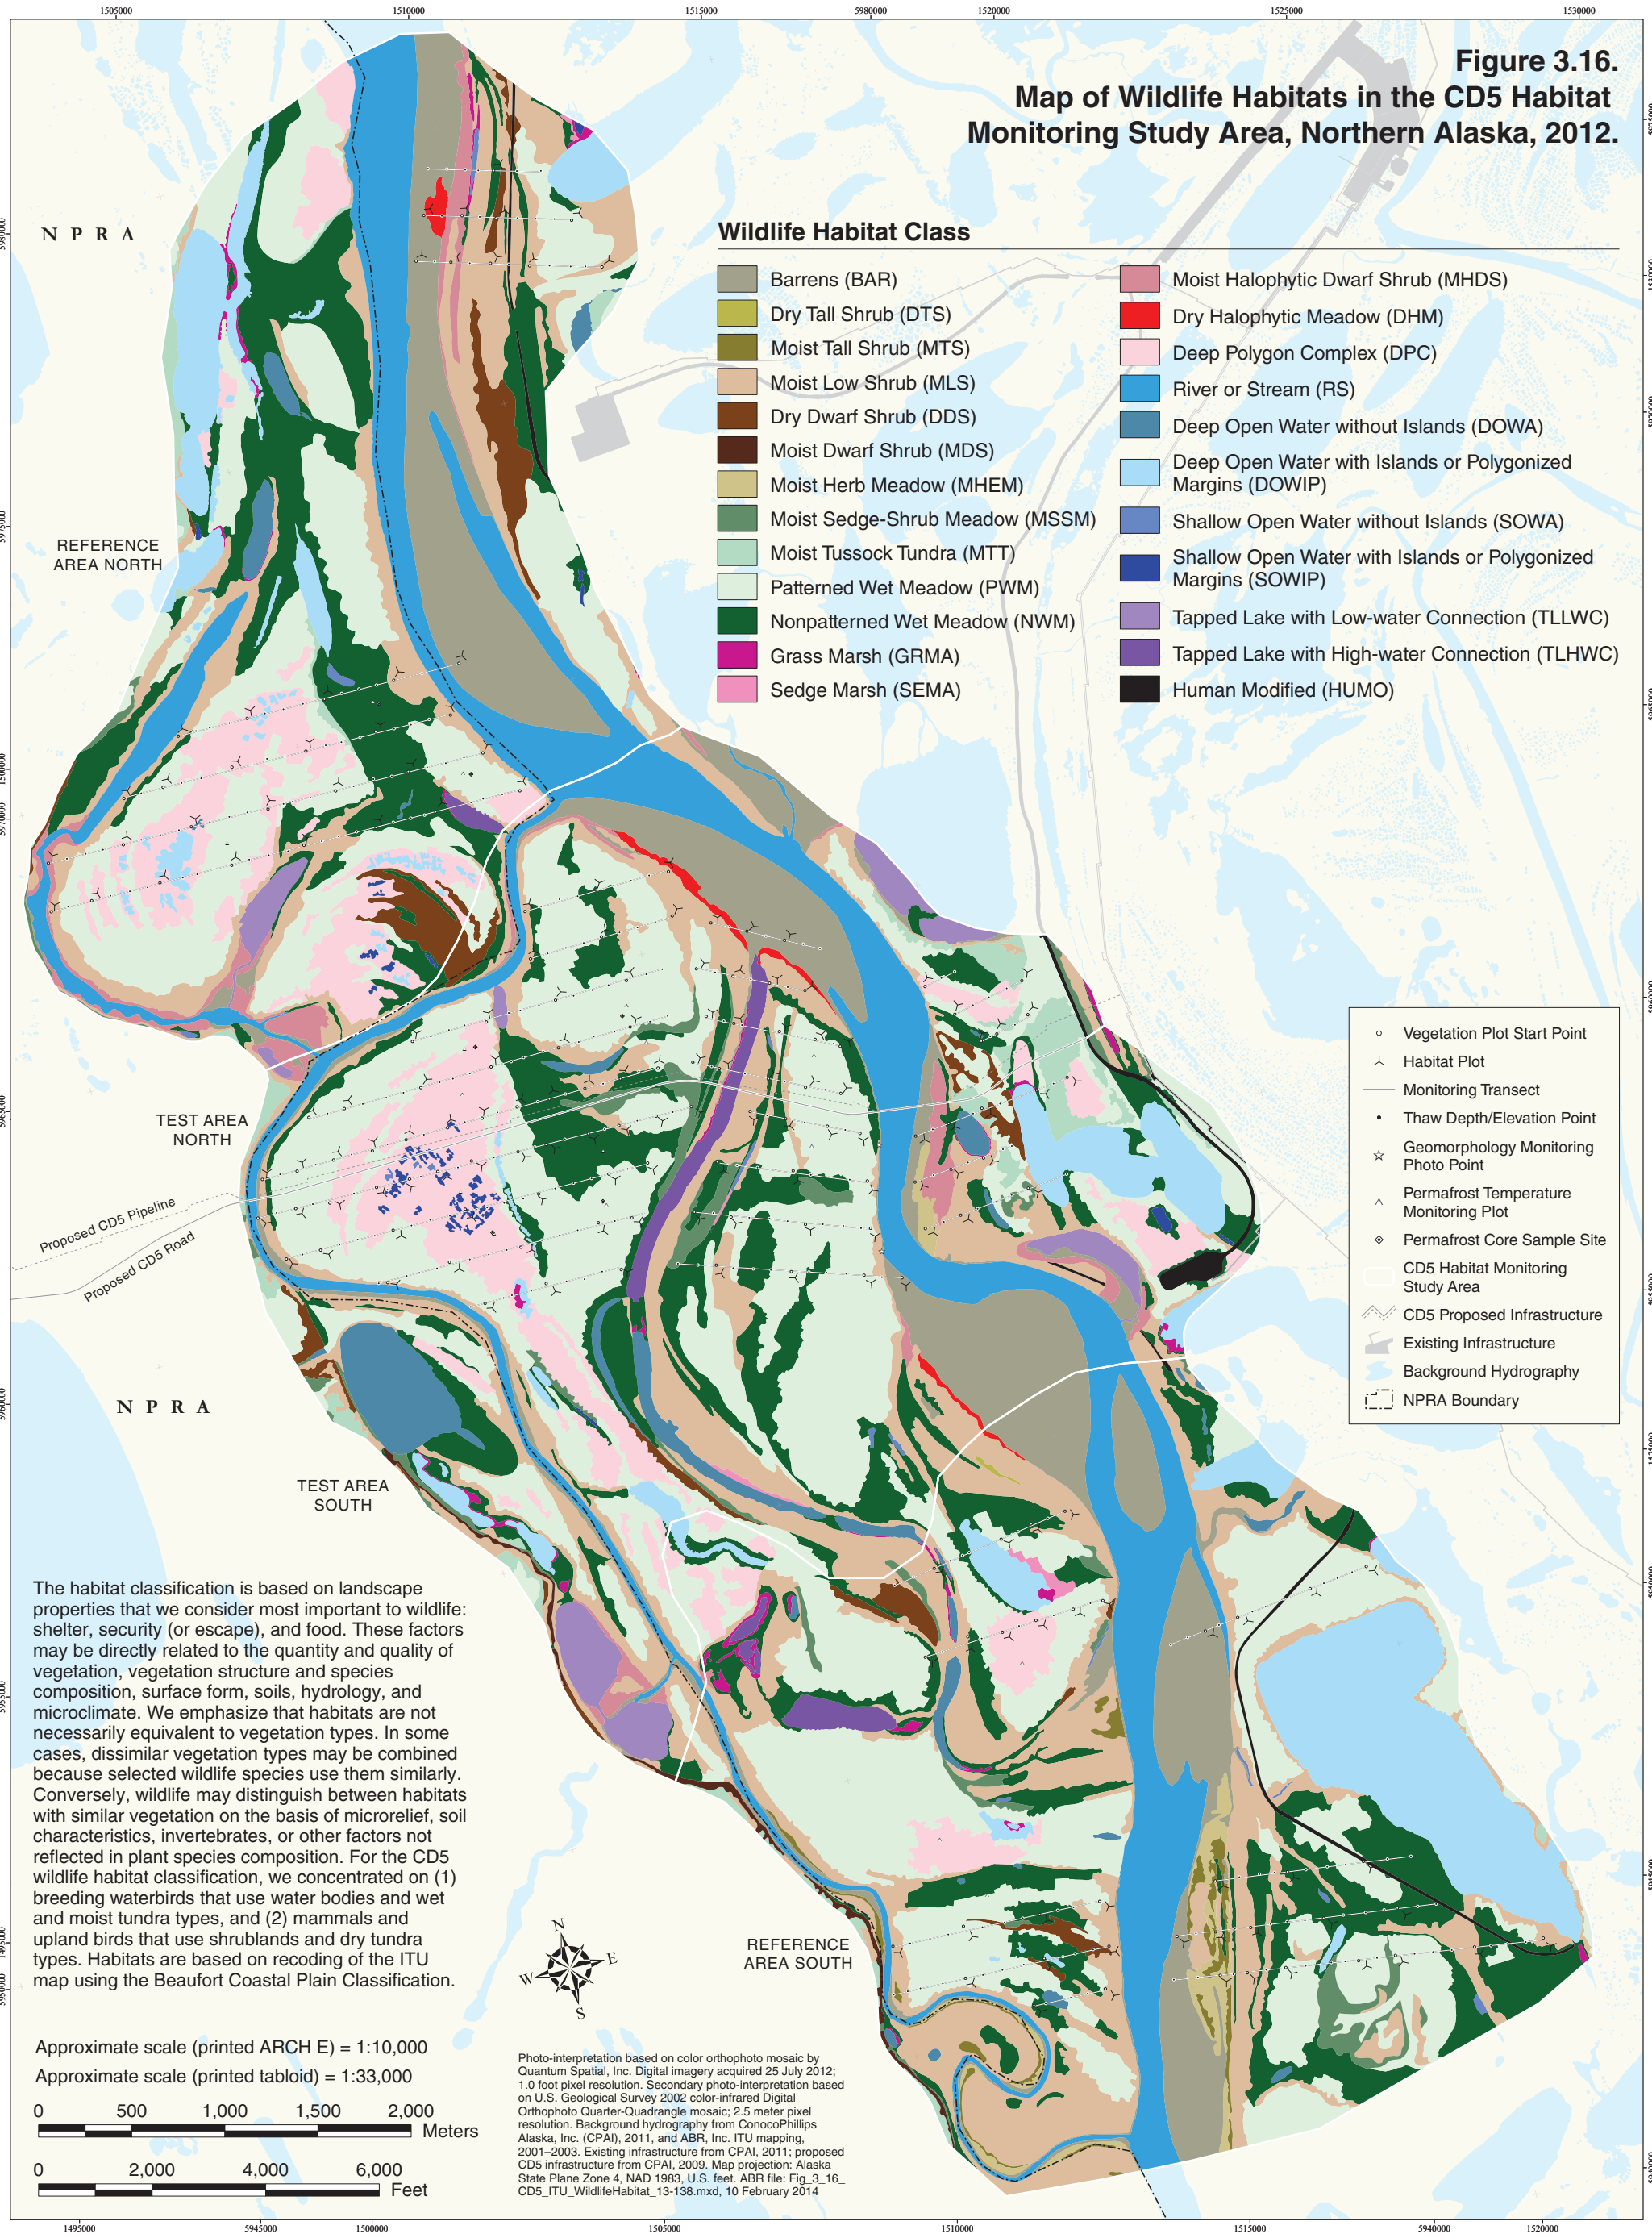 1505000
1510000
1515000
5980000
1520000
1525000
1530000
Figure 3.16.
Map of Wildlife Habitats in the CD5 Habitat
Monitoring Study Area, Northern Alaska, 2012.
N P R A
Wildlife Habitat Class
Barrens (BAR)
Dry Tall Shrub (DTS)
Moist Tall Shrub (MTS)
Moist Low Shrub (MLS)
Dry Dwarf Shrub (DDS)
Moist Dwarf Shrub (MDS)
Moist Herb Meadow (MHEM)
Moist Sedge-Shrub Meadow (MSSM)
Moist Tussock Tundra (MTT)
Patterned Wet Meadow (PWM)
Nonpatterned Wet Meadow (NWM)
Grass Marsh (GRMA)
Sedge Marsh (SEMA)
Moist Halophytic Dwarf Shrub (MHDS)
Dry Halophytic Meadow (DHM)
Deep Polygon Complex (DPC)
River or Stream (RS)
Deep Open Water without Islands (DOWA)
Deep Open Water with Islands or Polygonized
Margins (DOWIP)
Shallow Open Water without Islands (SOWA)
Shallow Open Water with Islands or Polygonized
Margins (SOWIP)
Tapped Lake with Low-water Connection (TLLWC)
Tapped Lake with High-water Connection (TLHWC)
Human Modified (HUMO)
REFERENCE
AREA NORTH
TEST AREA
NORTH
Proposed CD5 Pipeline
Proposed CD5 Road
N P R A
TEST AREA
SOUTH
REFERENCE
AREA SOUTH
Vegetation Plot Start Point
Habitat Plot
Monitoring Transect
Thaw Depth/Elevation Point
Geomorphology Monitoring
Photo Point
Permafrost Temperature
Monitoring Plot
Permafrost Core Sample Site
CD5 Habitat Monitoring
Study Area
CD5 Proposed Infrastructure
Existing Infrastructure
Background Hydrography
NPRA Boundary
The habitat classification is based on landscape
properties that we consider most important to wildlife:
shelter, security (or escape), and food. These factors
may be directly related to the quantity and quality of
vegetation, vegetation structure and species
composition, surface form, soils, hydrology, and
microclimate. We emphasize that habitats are not
necessarily equivalent to vegetation types. In some
cases, dissimilar vegetation types may be combined
because selected wildlife species use them similarly.
Conversely, wildlife may distinguish between habitats
with similar vegetation on the basis of microrelief, soil
characteristics, invertebrates, or other factors not
reflected in plant species composition. For the CD5
wildlife habitat classification, we concentrated on (1)
breeding waterbirds that use water bodies and wet
and moist tundra types, and (2) mammals and
upland birds that use shrublands and dry tundra
types. Habitats are based on recoding of the ITU
map using the Beaufort Coastal Plain Classification.
Approximate scale (printed ARCH E) = 1:10,000
Approximate scale (printed tabloid) = 1:33,000
0 500 1,000 1,500 2,000
Meters
0 2,000 4,000 6,000
Feet
N
E
S
W
Photo-interpretation based on color orthophoto mosaic by
Quantum Spatial, Inc. Digital imagery acquired 25 July 2012;
1.0 foot pixel resolution. Secondary photo-interpretation based
on U.S. Geological Survey 2002 color-infrared Digital
Orthophoto Quarter-Quadrangle mosaic; 2.5 meter pixel
resolution. Background hydrography from ConocoPhillips
Alaska, Inc. (CPAI), 2011, and ABR, Inc. ITU mapping,
2001–2003. Existing infrastructure from CPAI, 2011; proposed
CD5 infrastructure from CPAI, 2009. Map projection: Alaska
State Plane Zone 4, NAD 1983, U.S. feet. ABR file: Fig_3_16_
CD5_ITU_WildlifeHabitat_13-138.mxd, 10 February 2014
1495000
5945000
1500000
1505000
1510000
1515000
5940000
1520000